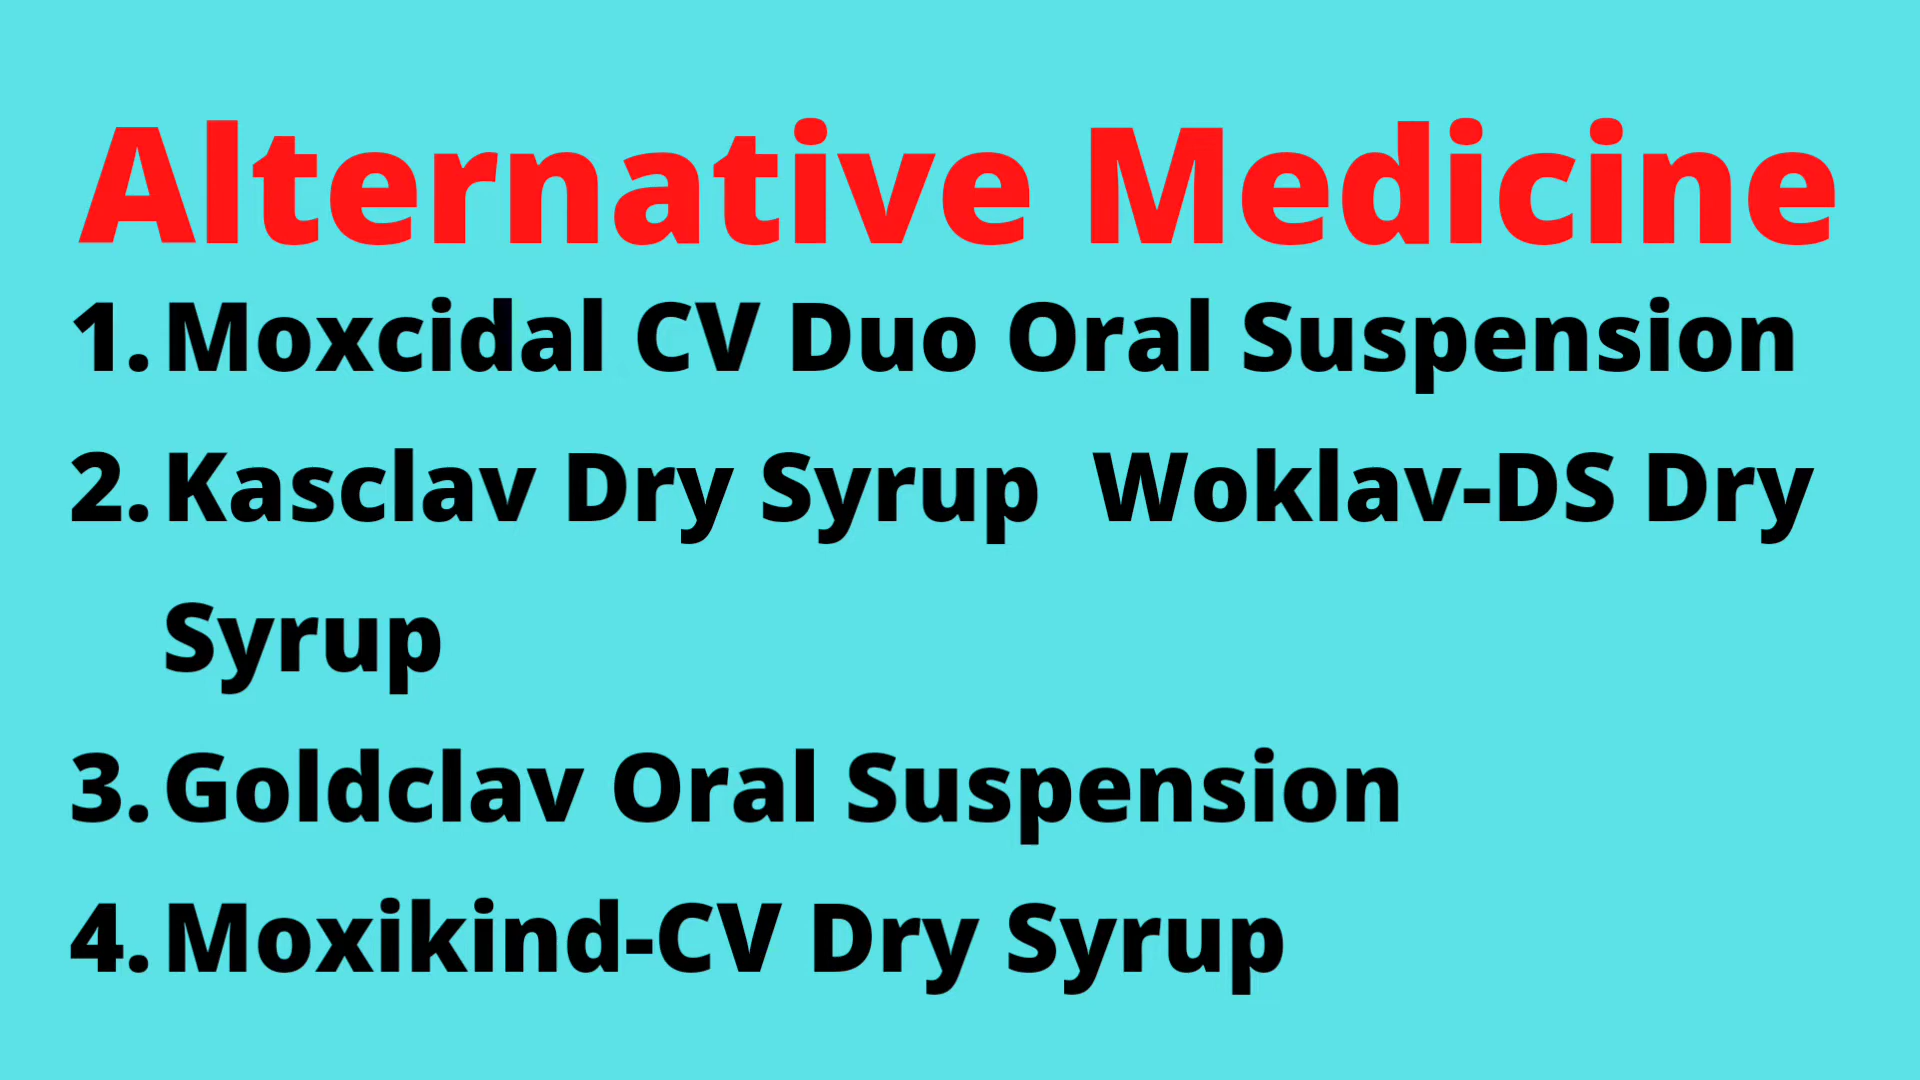 Alternative Medicine
1. Moxcidal CV Duo Oral Suspension
2. Kasclav Dry Syrup  Woklav-DS Dry
Syrup
3. Goldclav Oral Suspension
4. Moxikind-CV Dry Syrup